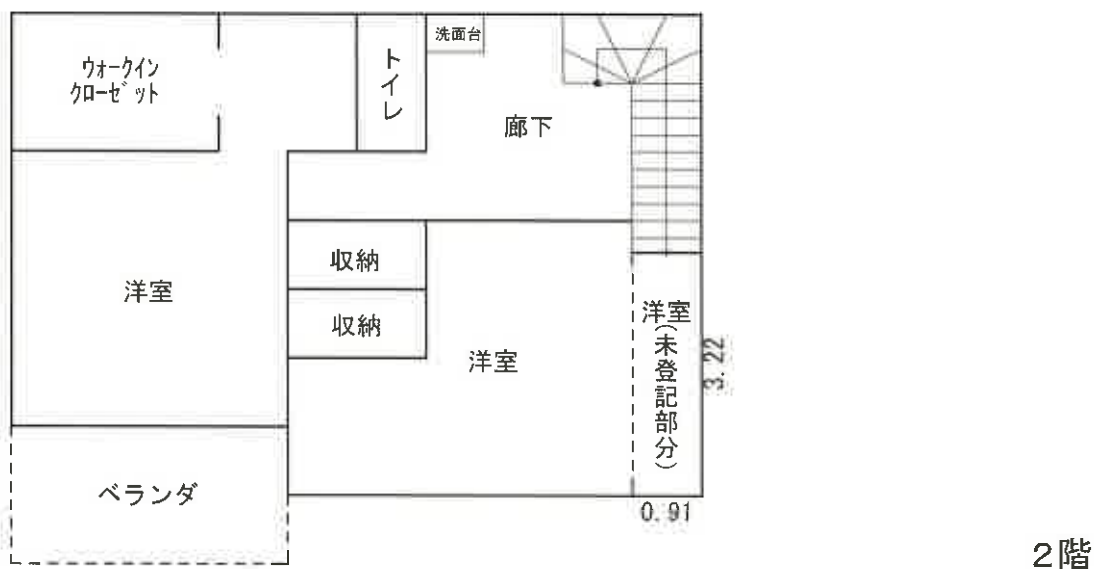 ウォークイン
クローゼット
トイレ
洗面台
廊下
収納
収納
洋室
洋室
洋室
(未登記部分)
3.22
0.91
ベランダ
2階